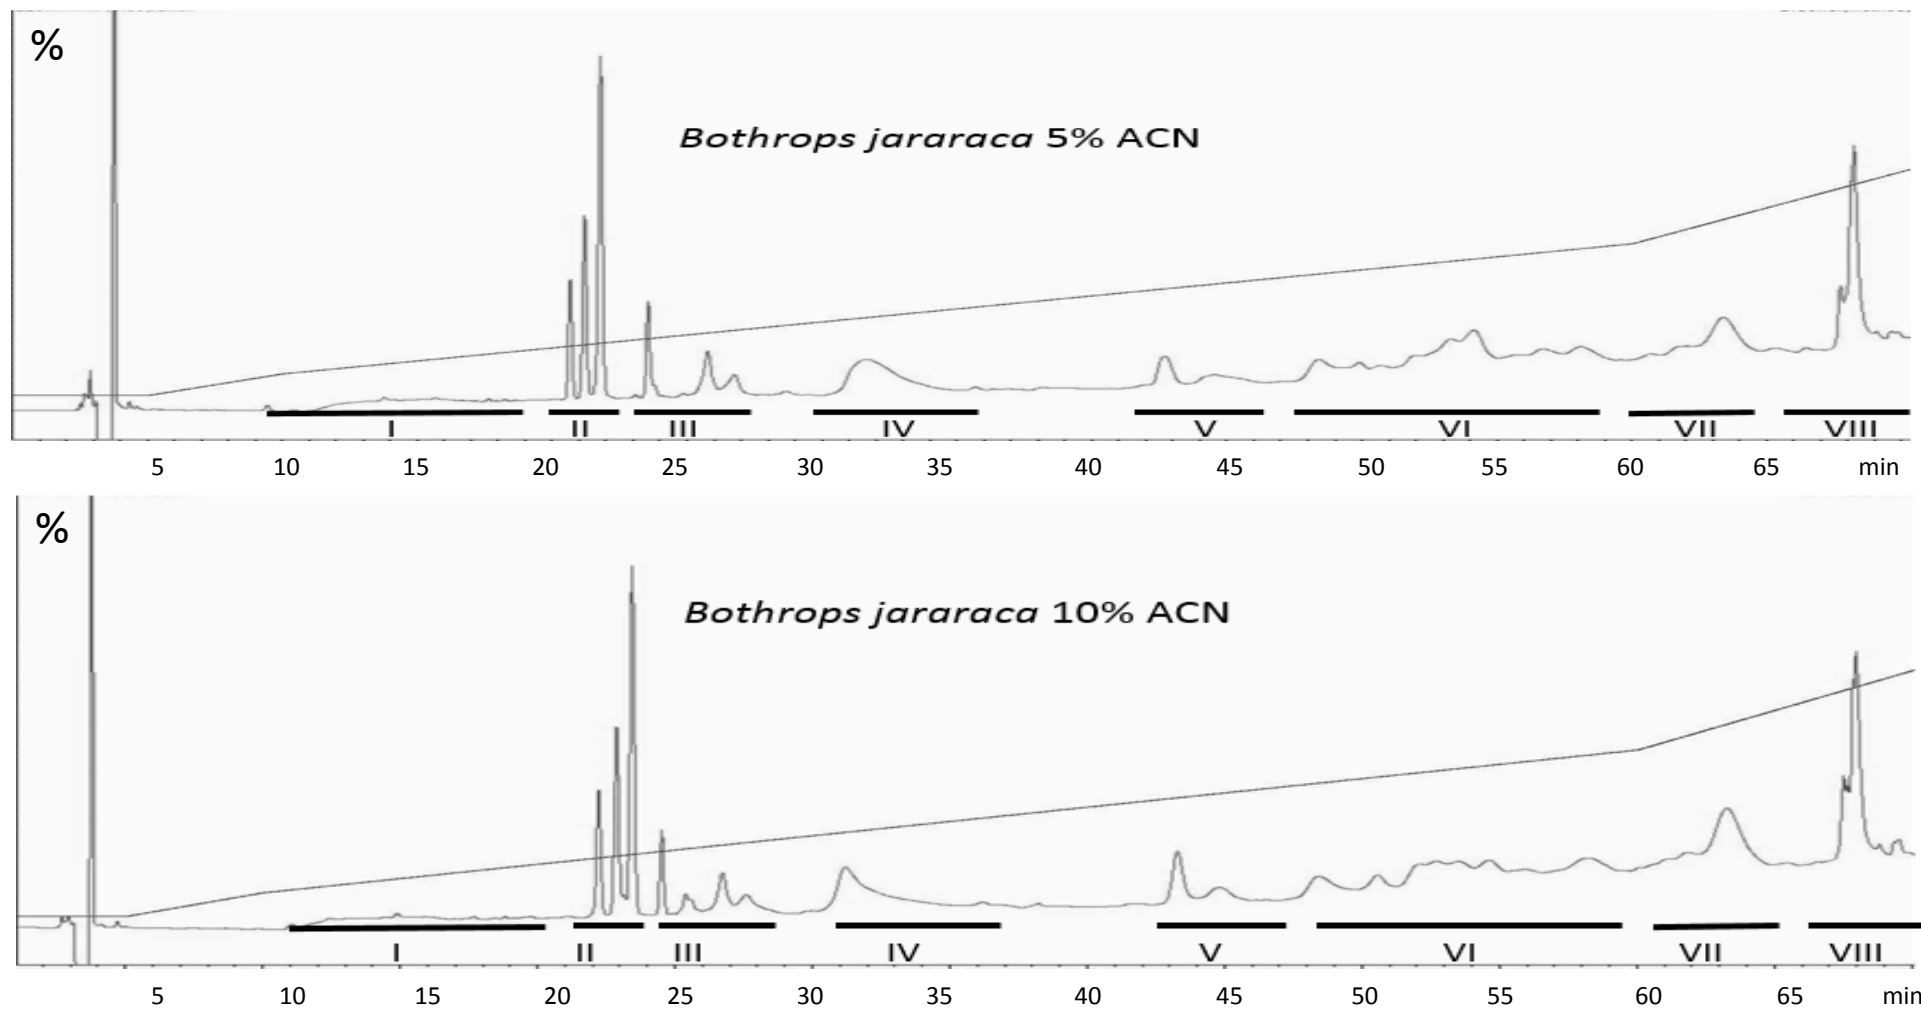 %
Bothrops jararaca 5% ACN
I II III IV V VI VII VIII
5 10 15 20 25 30 35 40 45 50 55 60 65 min
%
Bothrops jararaca 10% ACN
I II III IV V VI VII VIII
5 10 15 20 25 30 35 40 45 50 55 60 65 min